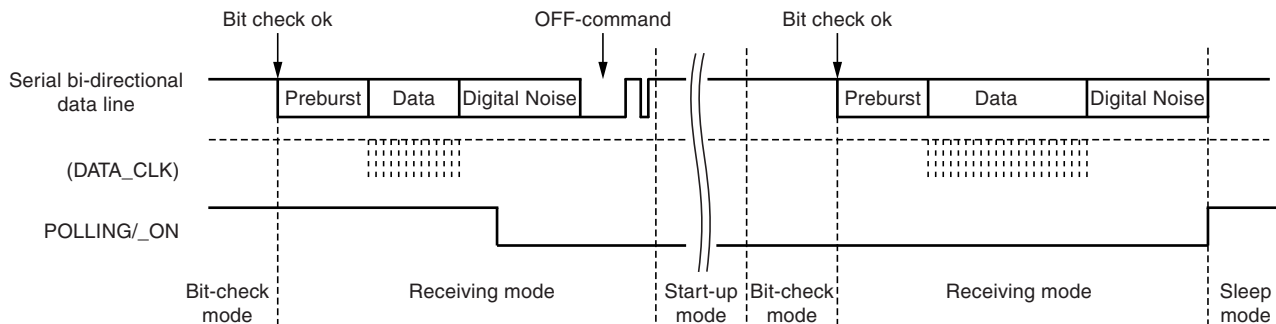 Bit check ok
OFF-command
Bit check ok
Serial bi-directional
data line
Preburst
Data
Digital Noise
Preburst
Data
Digital Noise
(DATA_CLK)
POLLING/_ON
Bit-check
mode
Receiving mode
Start-up
mode
Bit-check
mode
Receiving mode
Sleep
mode